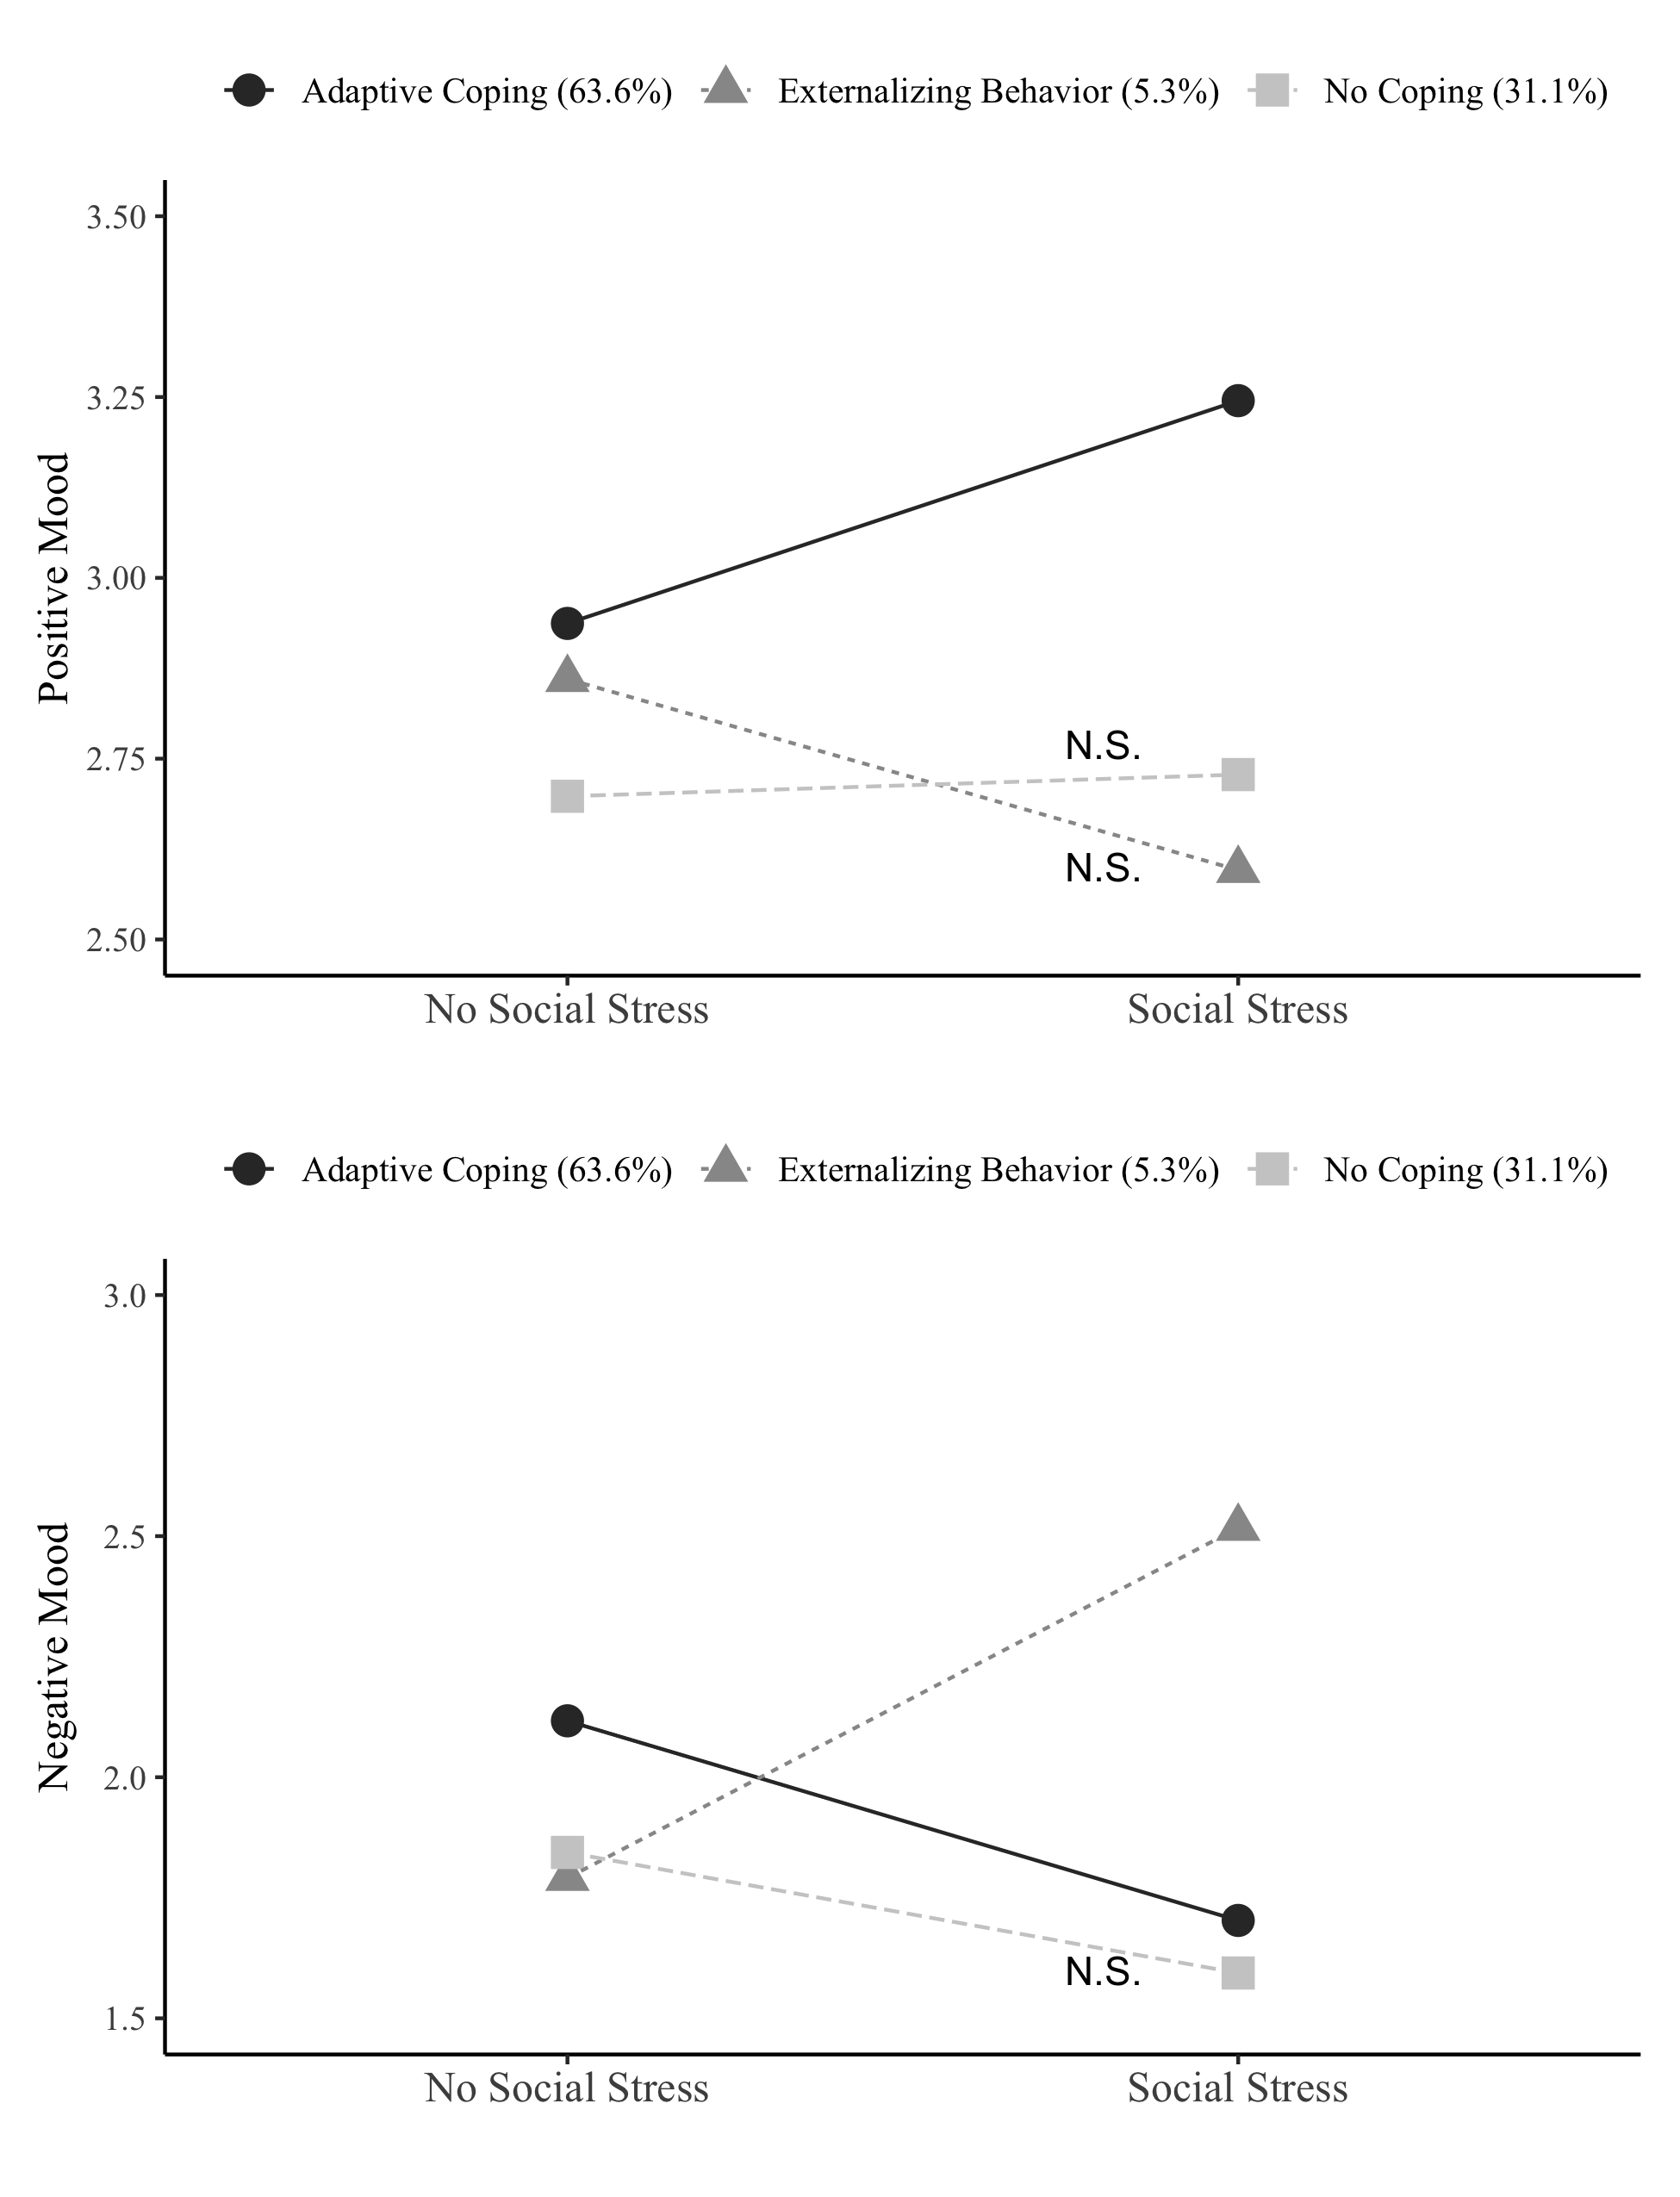 Adaptive Coping (63.6%) Externalizing Behavior (5.3%) No Coping (31.1%)
3.50
3.25
3.00
2.75
2.50
Positive Mood
N.S.
N.S.
No Social Stress Social Stress
Adaptive Coping (63.6%) Externalizing Behavior (5.3%) No Coping (31.1%)
3.0
2.5
2.0
1.5
Negative Mood
N.S.
No Social Stress Social Stress